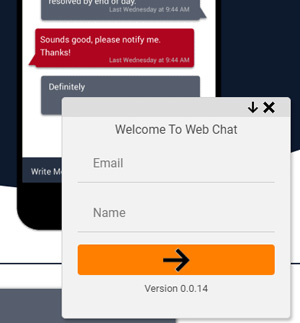 resolved by end of day.
Last Wednesday at 9:44 AM
Sounds good, please notify me.
Thanks!
Last Wednesday at 9:44 AM
Definitely
Welcome To Web Chat
Email
Write Me
Name
Version 0.0.14